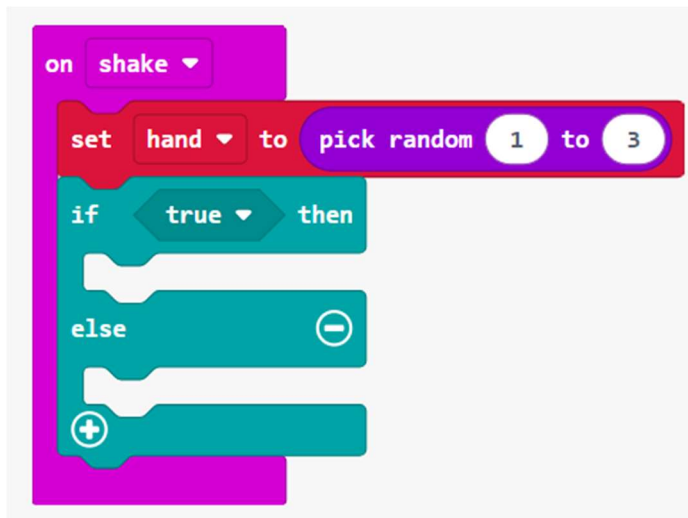 on shake
set hand to pick random 1 to 3
if true then
else